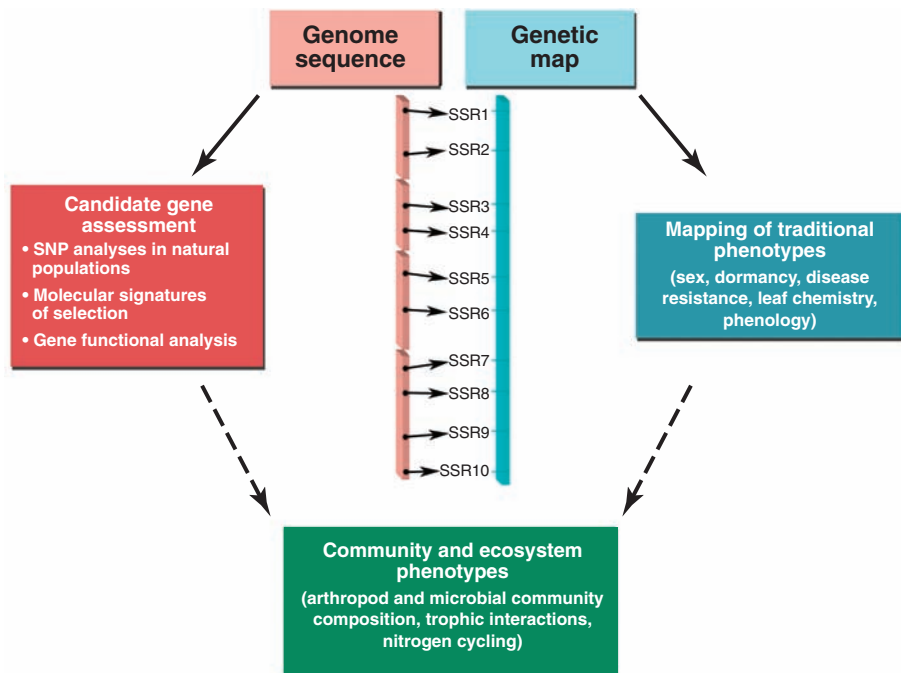 Genome
sequence
Genetic
map
SSR1
SSR2
SSR3
SSR4
SSR5
SSR6
SSR7
SSR8
SSR9
SSR10
Candidate gene
assessment
• SNP analyses in natural
populations
• Molecular signatures
of selection
• Gene functional analysis
Mapping of traditional
phenotypes
(sex, dormancy, disease
resistance, leaf chemistry,
phenology)
Community and ecosystem
phenotypes
(arthropod and microbial community
composition, trophic interactions,
nitrogen cycling)